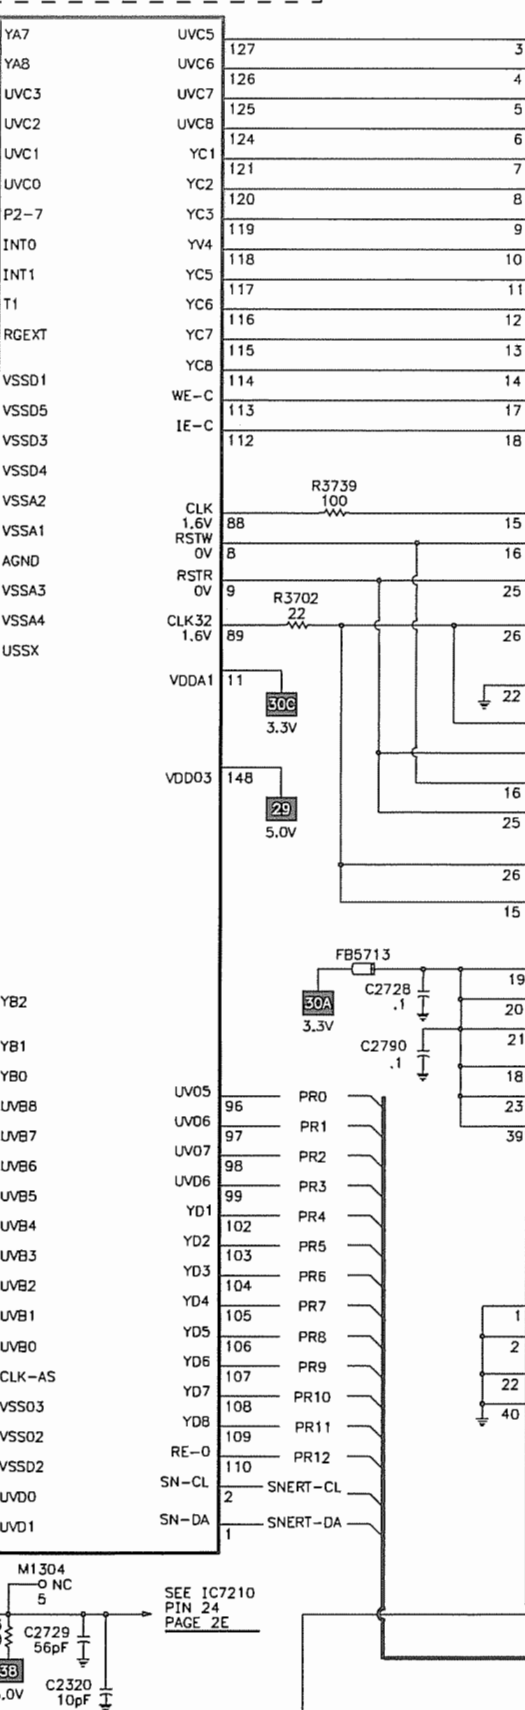 YA7 UVC5 127 3
YA8 UVC6 126 4
UVC3 UVC7 125 5
UVC2 UVC8 124 6
UVC1 YC1 121 7
UVC0 YC2 120 8
P2-7 YC3 119 9
INT0 YV4 118 10
INT1 YC5 117 11
T1 YC6 116 12
RGEXT YC7 115 13
YC8 114 14
VSSD1
WE-C 113 17
VSSD5
IE-C 112 18
VSSD3
VSSD4
R3739
100
VSSA2
CLK
1.6V 88 15
VSSA1
RSTW
0V 8 16
AGND
RSTR
0V 9 25
VSSA3
R3702
22
VSSA4
CLK32
1.6V 89 26
USSX
VDDA1 11 22
30C
3.3V
VDD03 148 16
29
5.0V
25
26
15
FB5713
19
30A
3.3V
C2728
.1
20
YB2
21
C2790
.1
YB1
18
YB0
UV05 96 PR0 23
UVB8
UV06 97 PR1 39
UVB7
UV07 98 PR2
UVB6
UVD6 99 PR3
UVB5
YD1 102 PR4
UVB4
YD2 103 PR5
UVB3
YD3 104 PR6
UVB2
YD4 105 PR7 1
UVB1
YD5 106 PR8 2
UVB0
YD6 107 PR9 22
CLK-AS
YD7 108 PR10 40
VSS03
YD8 109 PR11
VSS02
RE-0 110 PR12
VSSD2
SN-CL 2 SNERT-CL
UVD0
SN-DA 1 SNERT-DA
UVD1
M1304
NC
5
SEE IC7210
PIN 24
PAGE 2E
C2729
56pF
38
.0V
C2320
10pF